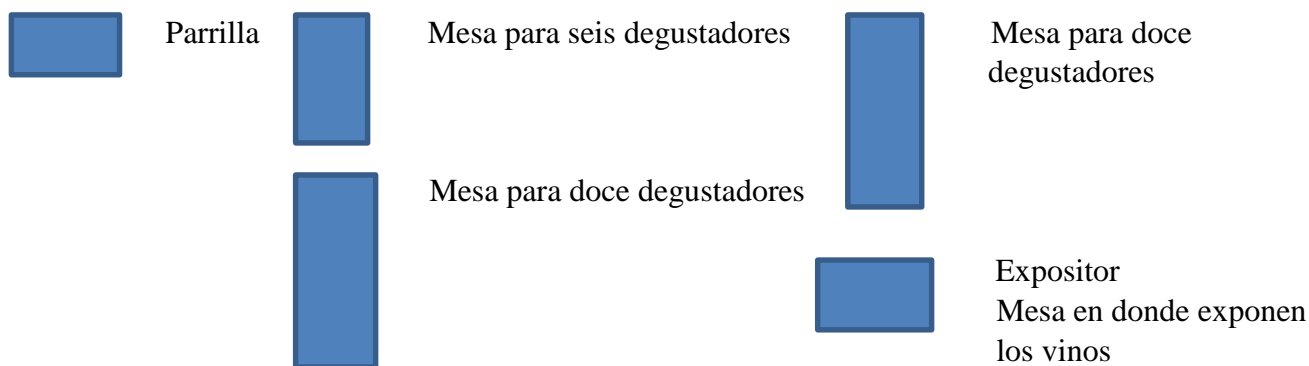 Parrilla
Mesa para seis degustadores
Mesa para doce
degustadores
Mesa para doce degustadores
Expositor
Mesa en donde exponen
los vinos